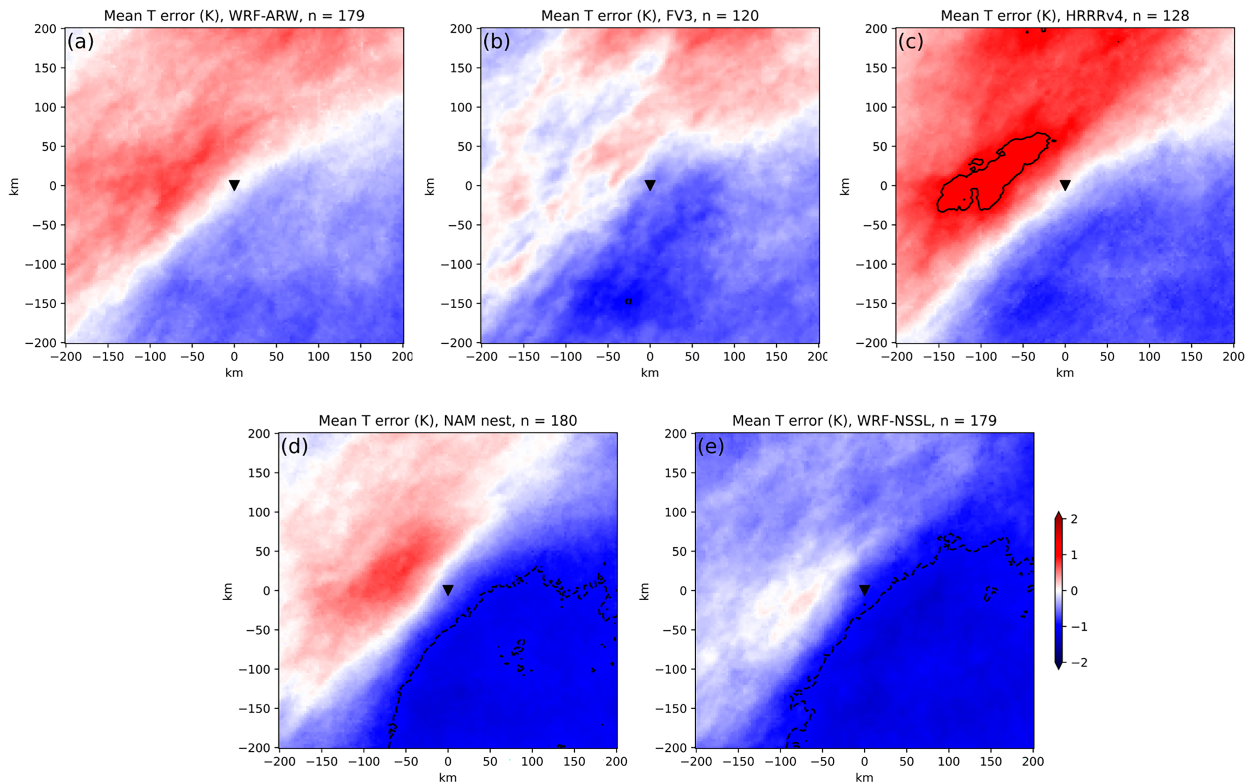 Mean T error (K), WRF-ARW, n = 179
Mean T error (K), FV3, n = 120
Mean T error (K), HRRRv4, n = 128
(a)
(b)
(c)
200
150
100
50
0
−50
−100
−150
−200
km
−200 −150 −100 −50 0 50 100 150 200
km
200
150
100
50
0
−50
−100
−150
−200
km
−200 −150 −100 −50 0 50 100 150 200
km
200
150
100
50
0
−50
−100
−150
−200
km
−200 −150 −100 −50 0 50 100 150 200
km
Mean T error (K), NAM nest, n = 180
Mean T error (K), WRF-NSSL, n = 179
(d)
(e)
200
150
100
50
0
−50
−100
−150
−200
km
−200 −150 −100 −50 0 50 100 150 200
km
200
150
100
50
0
−50
−100
−150
−200
km
−200 −150 −100 −50 0 50 100 150 200
km
2
1
0
−1
−2